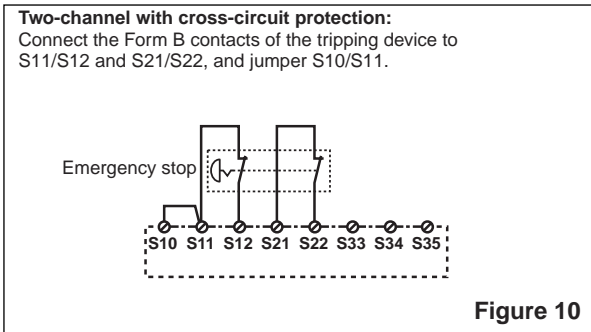 Two-channel with cross-circuit protection:
Connect the Form B contacts of the tripping device to
S11/S12 and S21/S22, and jumper S10/S11.
Emergency stop
S10 S11 S12 S21 S22 S33 S34 S35
Figure 10